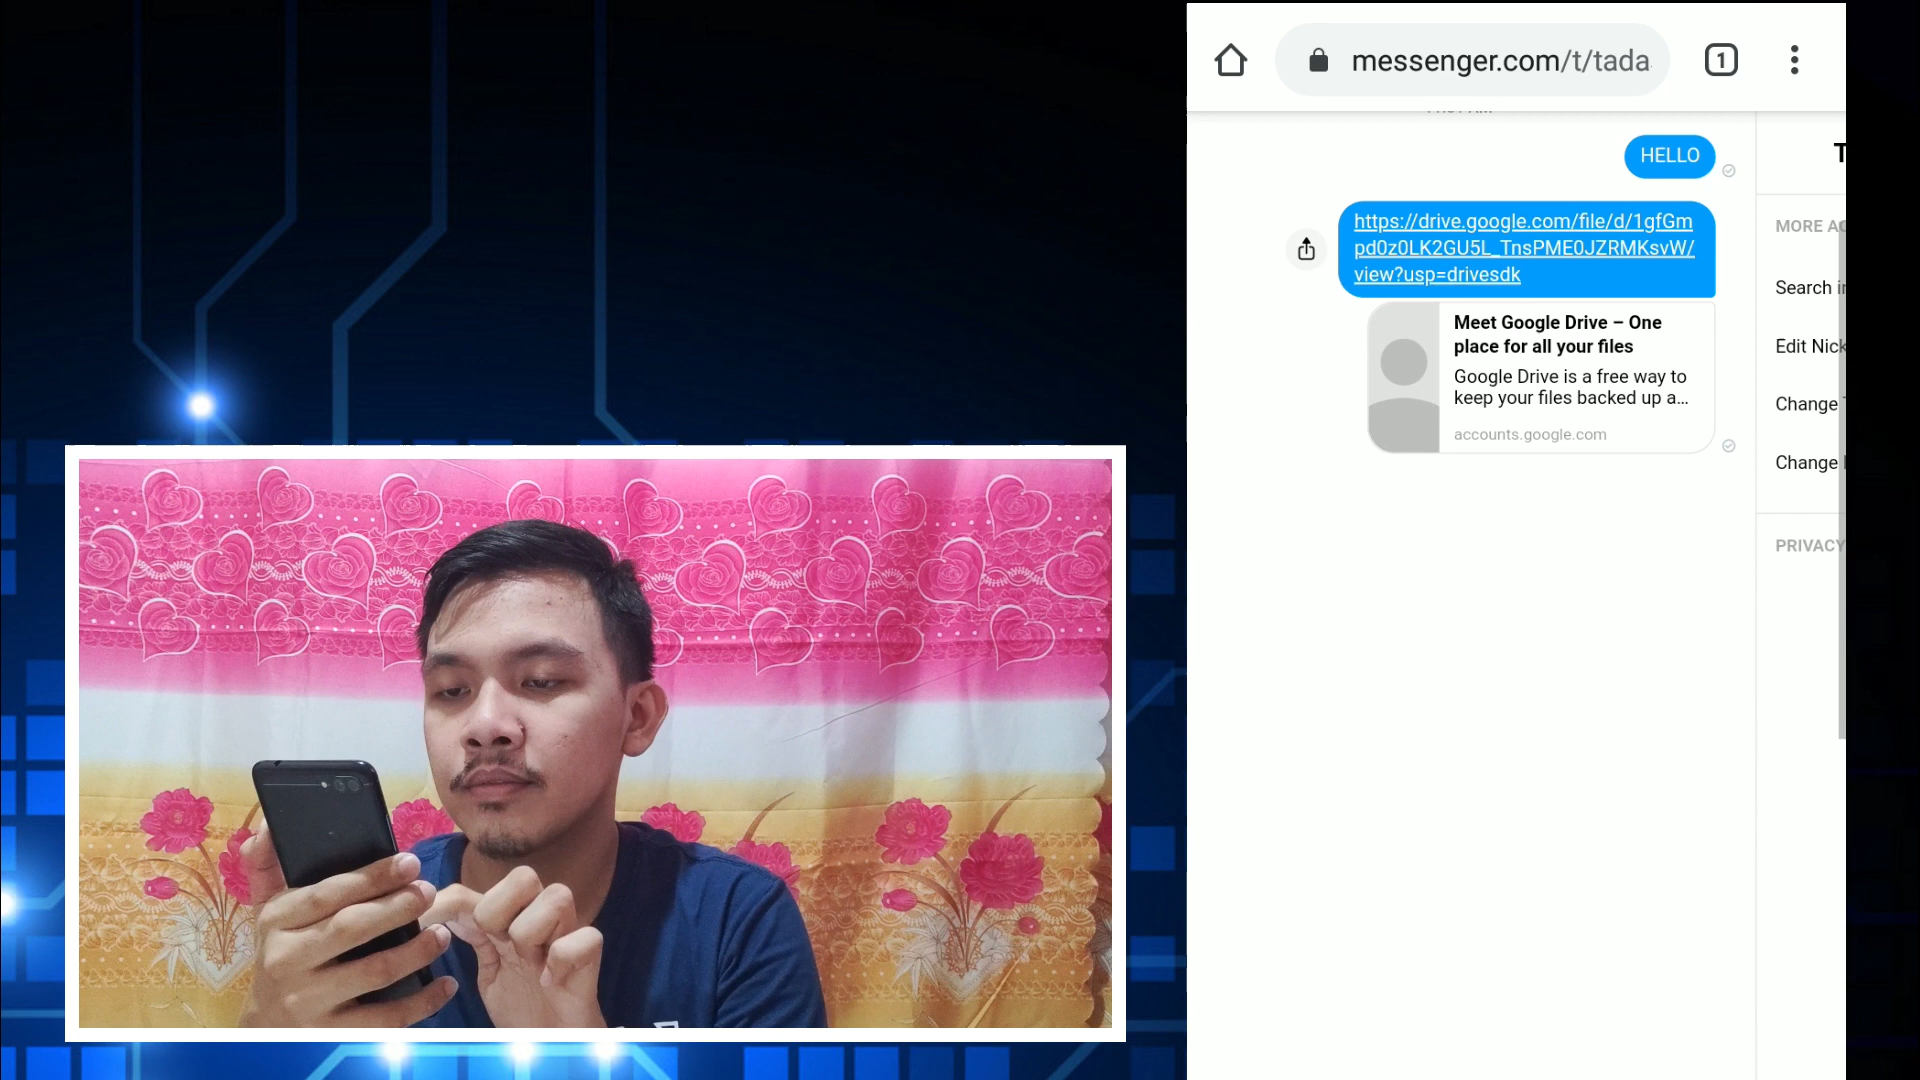 messenger.com/t/tada
1
HELLO
https://drive.google.com/file/d/1gfGm
pd0z0LK2GU5L_TnsPME0JZRMKsvW/
view?usp=drivesdk
Meet Google Drive – One
place for all your files
Google Drive is a free way to
keep your files backed up a...
accounts.google.com
T
MORE AC
Search in
Edit Nick
Change
Change
PRIVACY